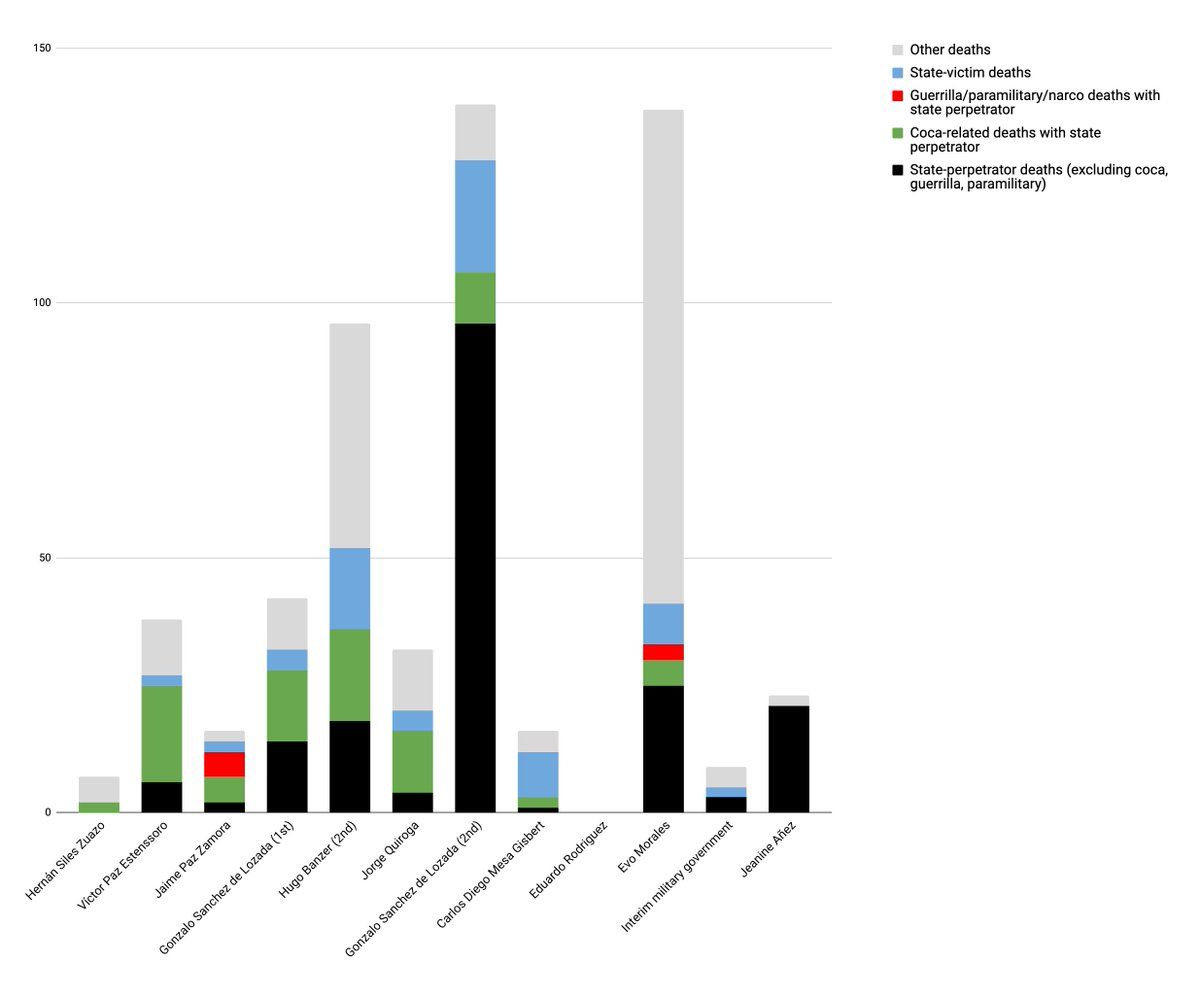 150
100
50
0
Other deaths
State-victim deaths
Guerrilla/paramilitary/narco deaths with
state perpetrator
Coca-related deaths with state
perpetrator
State-perpetrator deaths (excluding coca,
guerrilla, paramilitary)
Hernán Siles Zuazo
Víctor Paz Estenssoro
Jaime Paz Zamora
Gonzalo Sanchez de Lozada (1st)
Hugo Banzer (2nd)
Jorge Quiroga
Gonzalo Sanchez de Lozada (2nd)
Carlos Diego Mesa Gisbert
Eduardo Rodriguez
Evo Morales
Interim military government
Jeanine Añez